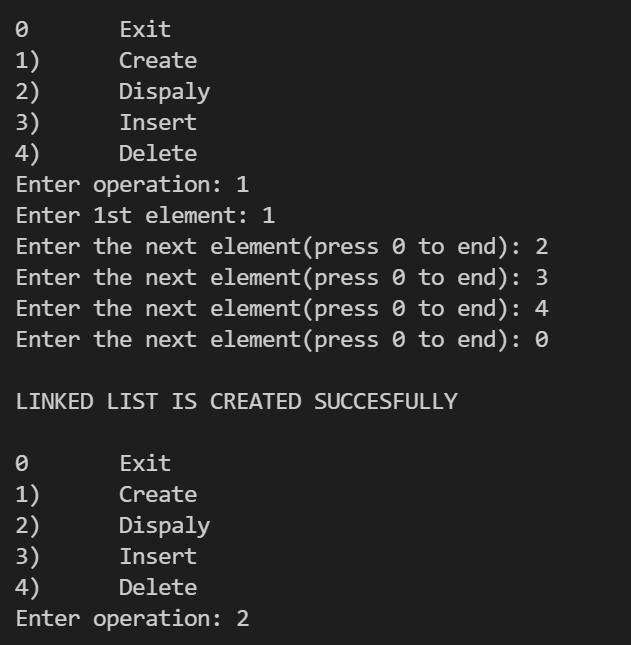 0 Exit
1) Create
2) Dispaly
3) Insert
4) Delete
Enter operation: 1
Enter 1st element: 1
Enter the next element(press 0 to end): 2
Enter the next element(press 0 to end): 3
Enter the next element(press 0 to end): 4
Enter the next element(press 0 to end): 0
LINKED LIST IS CREATED SUCCESFULLY
0 Exit
1) Create
2) Dispaly
3) Insert
4) Delete
Enter operation: 2